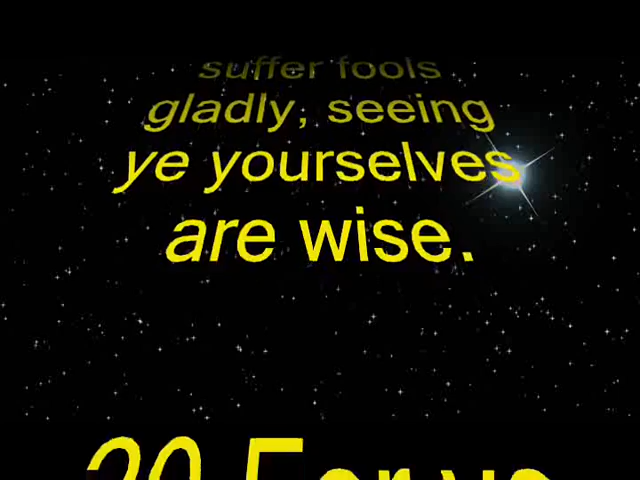 suffer fools
gladly, seeing
ye yourselves
are wise.
20 For ye